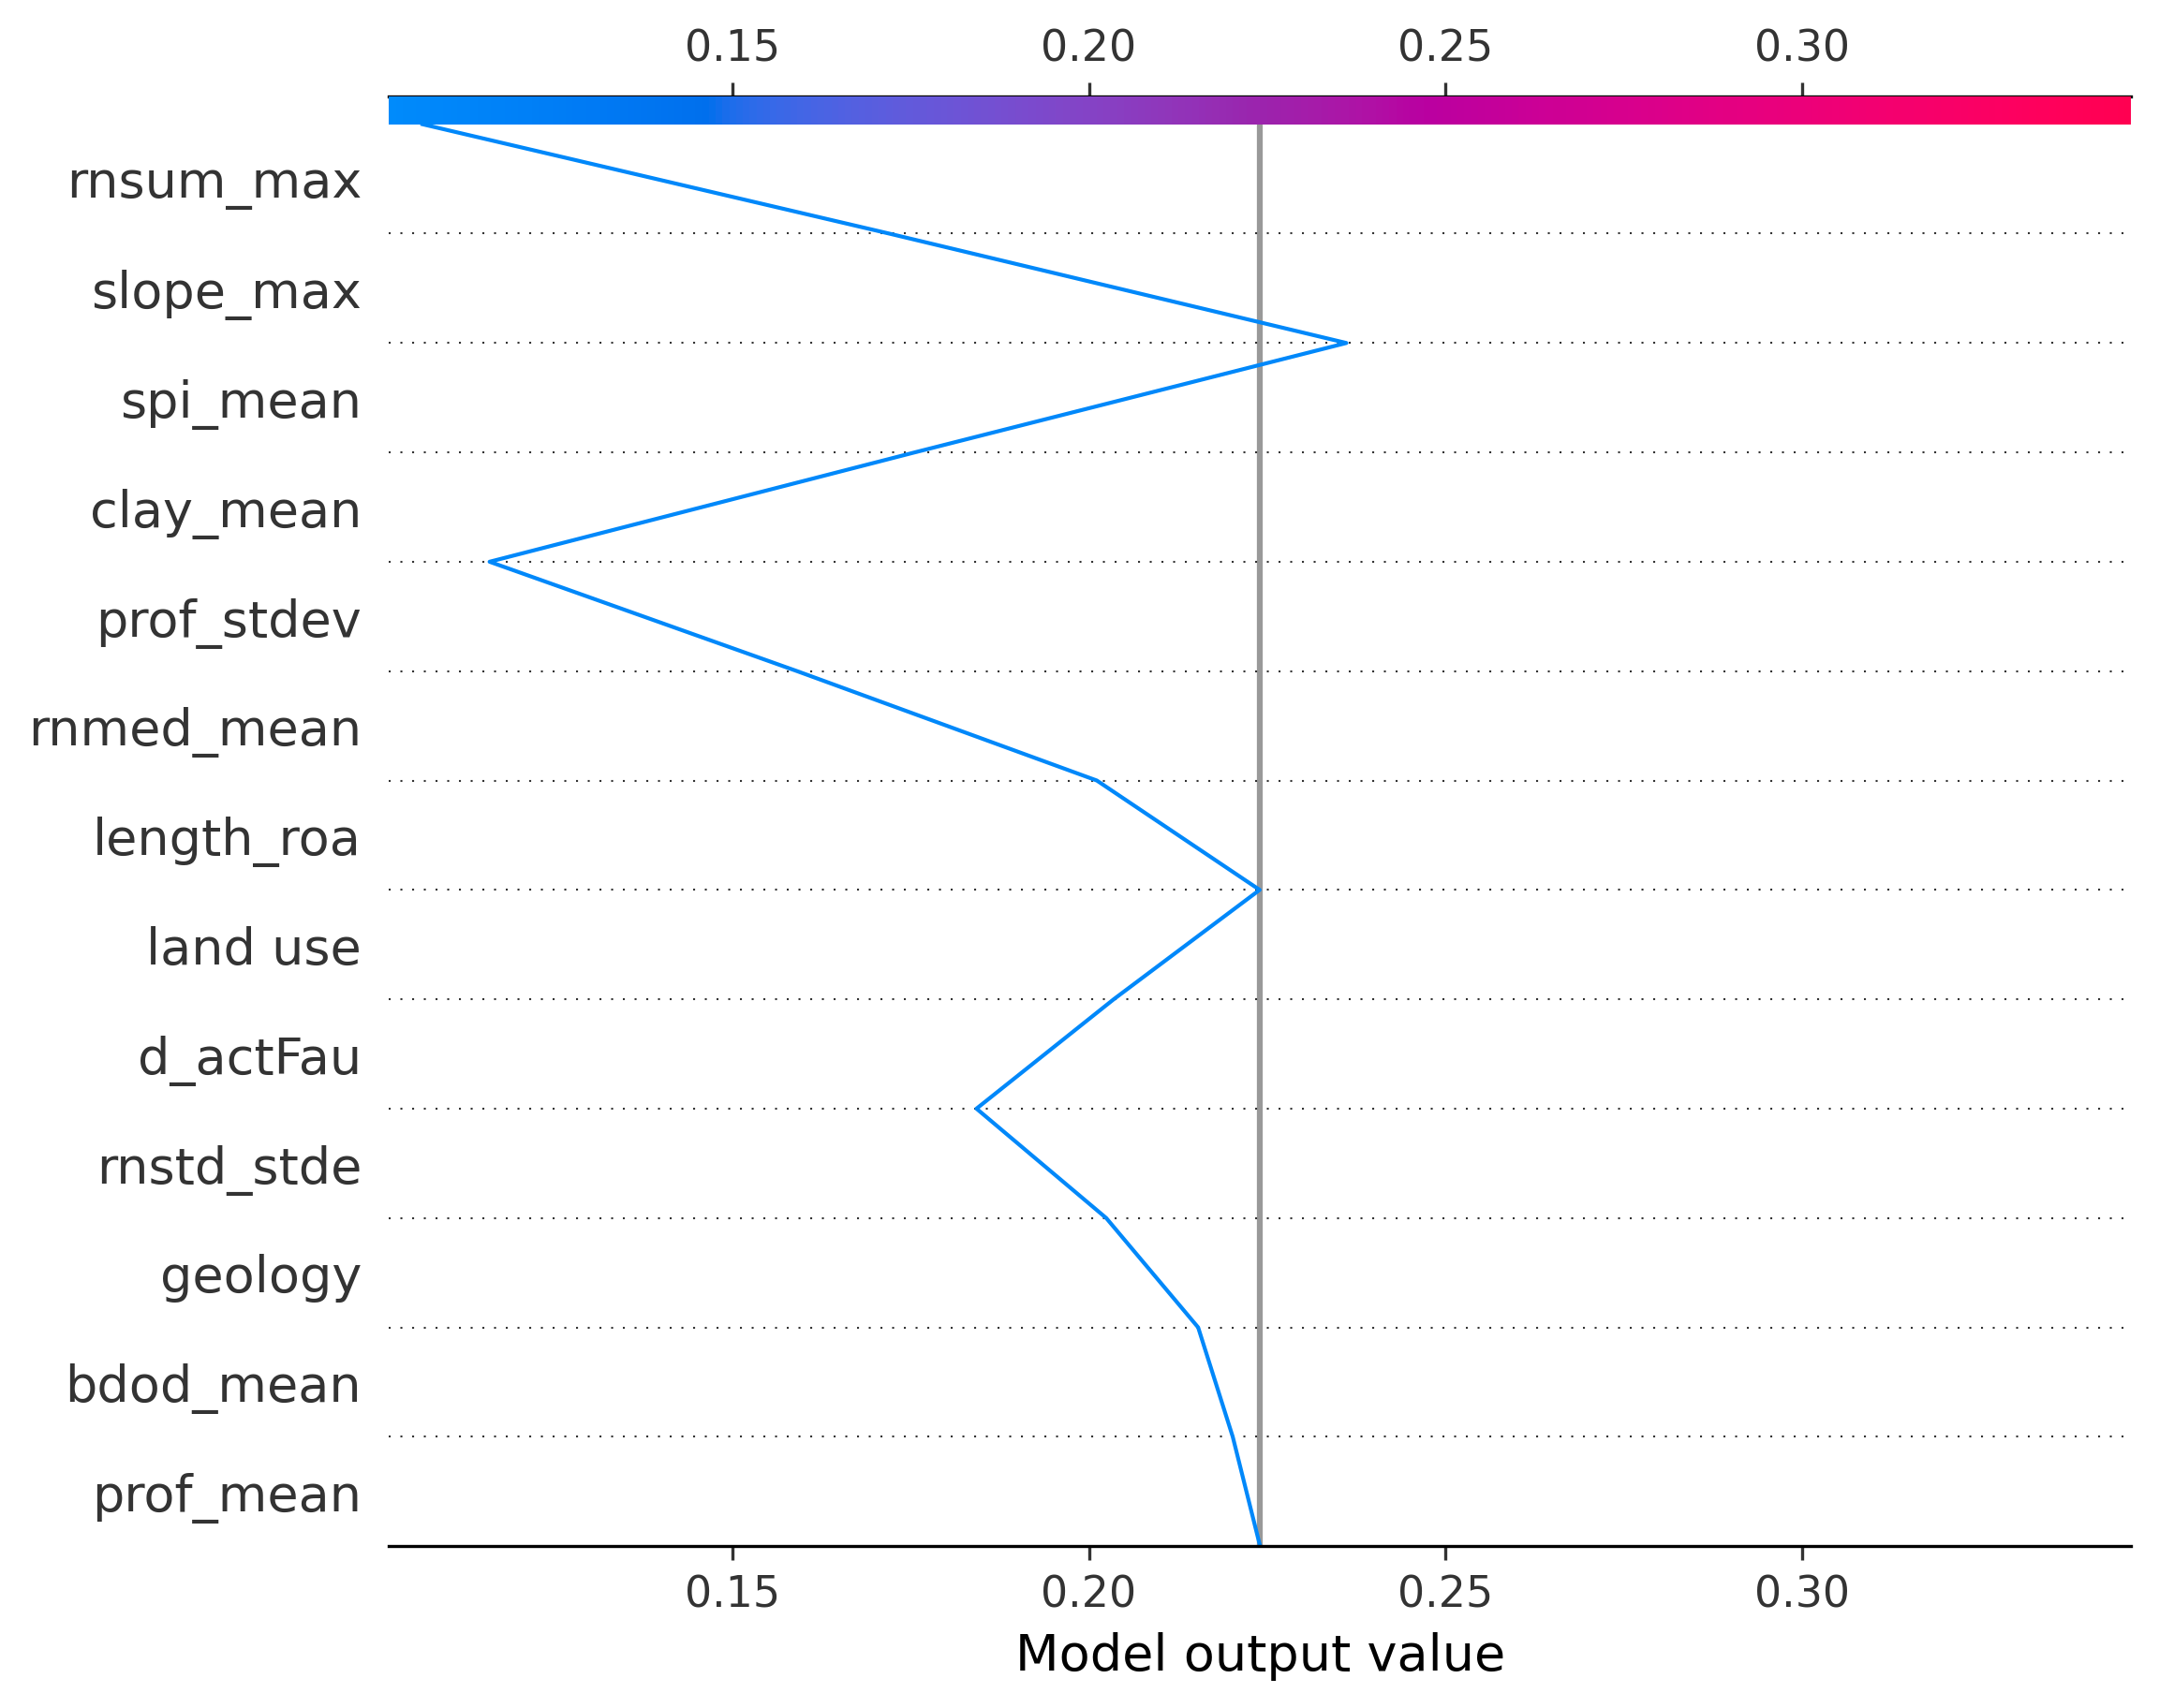 0.15 0.20 0.25 0.30
rnsum_max
slope_max
spi_mean
clay_mean
prof_stdev
rnmed_mean
length_roa
land use
d_actFau
rnstd_stde
geology
bdod_mean
prof_mean
0.15 0.20 0.25 0.30
Model output value